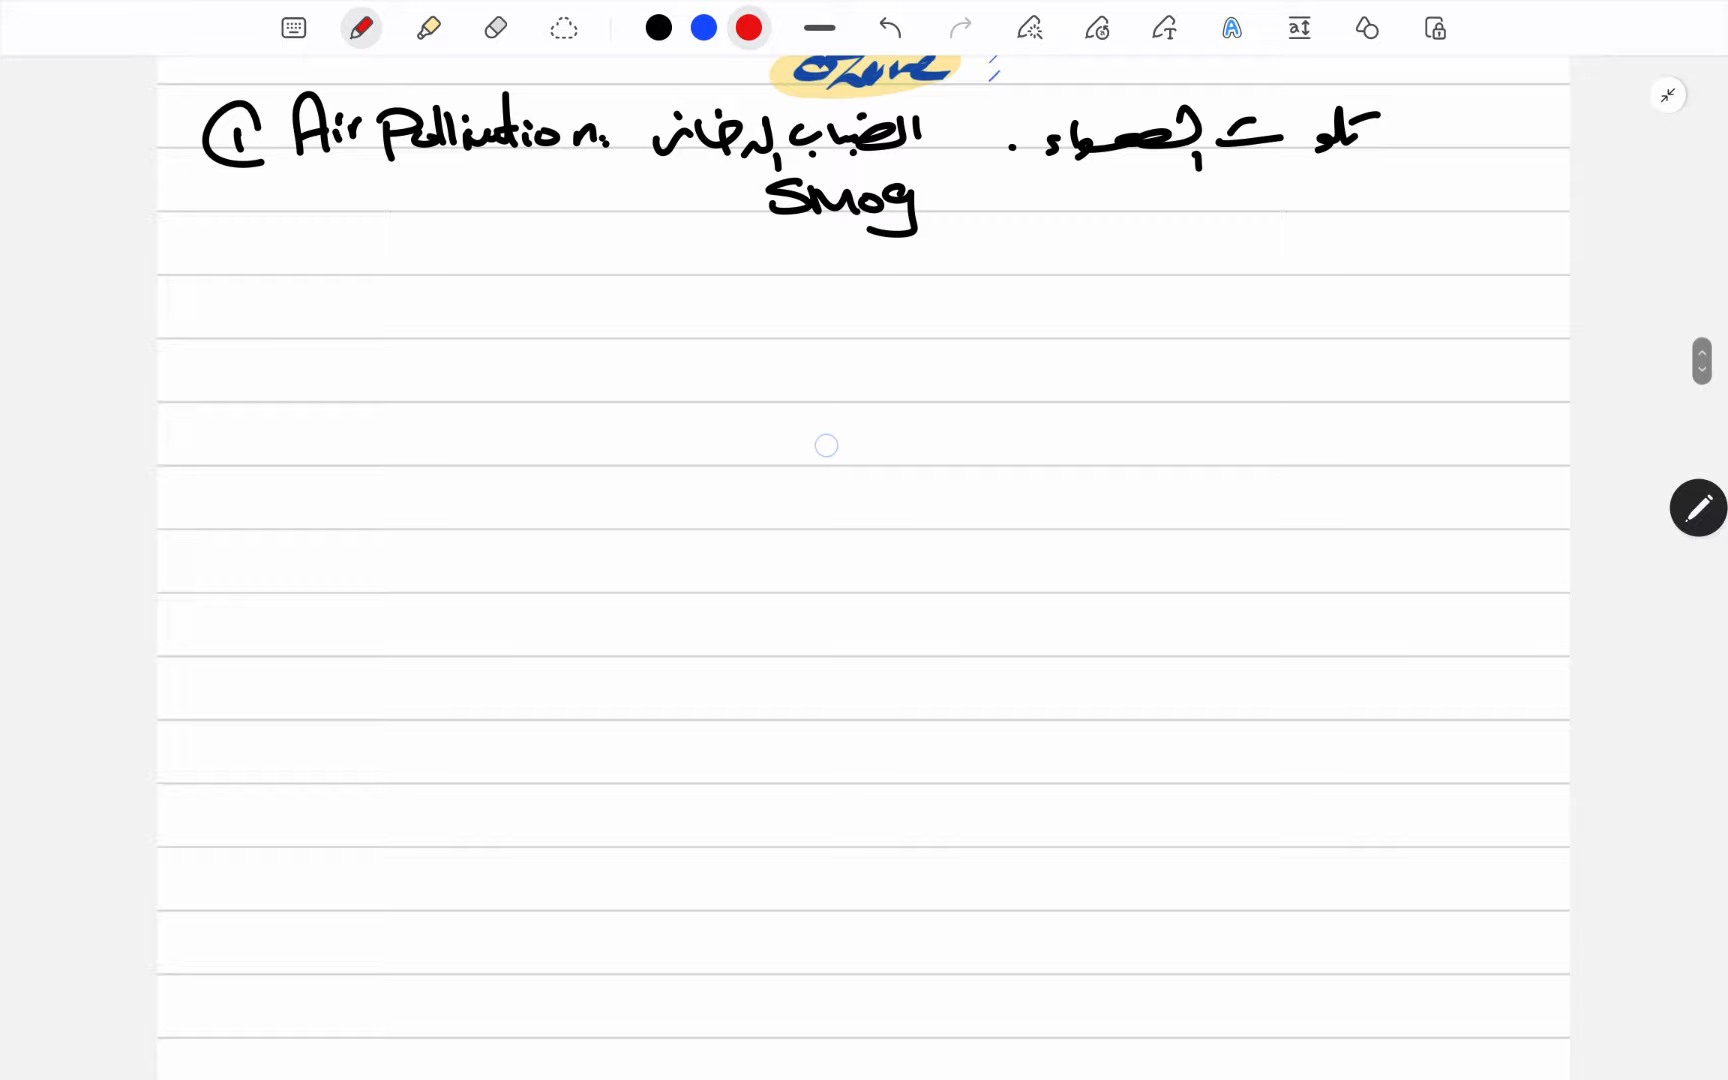 ozone
① Air Pollution: الضباب الدخاني . تلوث الهواء
Smog